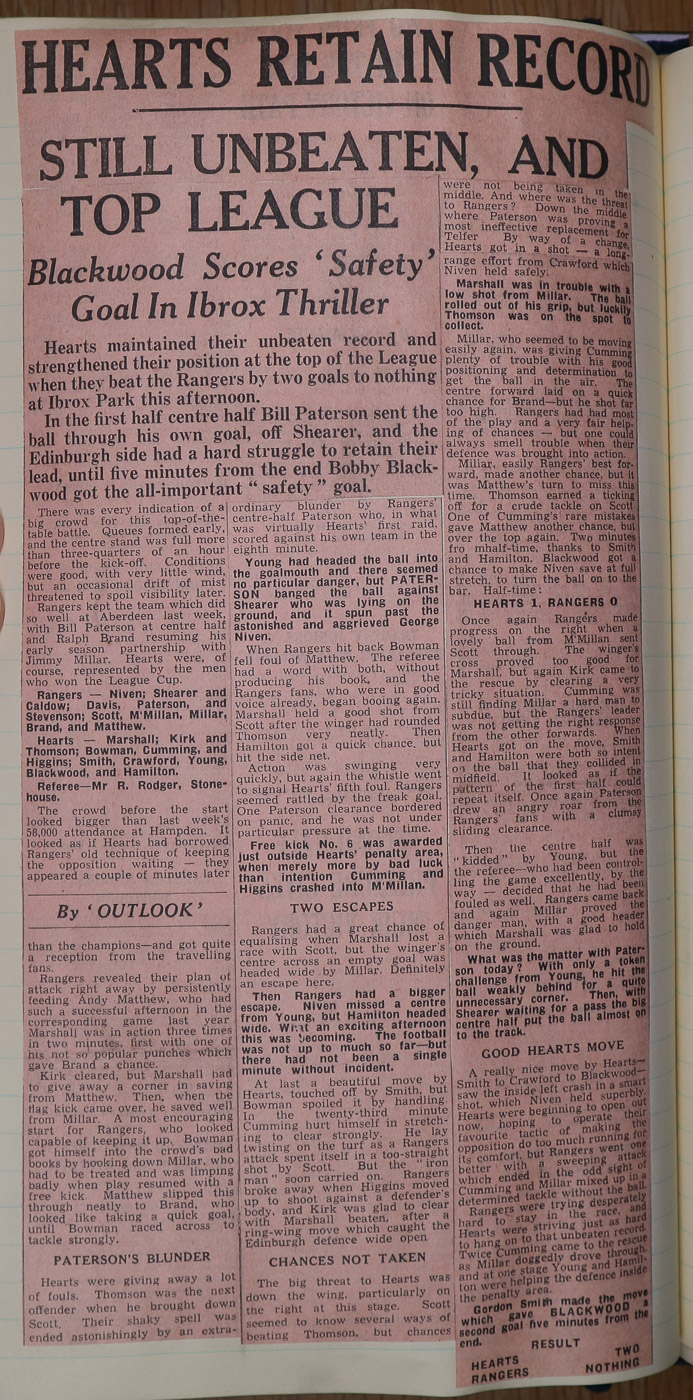 HEARTS RETAIN RECORD
STILL UNBEATEN, AND
TOP LEAGUE
Blackwood Scores ‘Safety’
Goal In Ibrox Thriller
Hearts maintained their unbeaten record and
strengthened their position at the top of the League
when they beat the Rangers by two goals to nothing
at Ibrox Park this afternoon.
In the first half centre half Bill Paterson sent the
ball through his own goal, off Shearer, and the
Edinburgh side had a hard struggle to retain their
lead, until five minutes from the end Bobby Black-
wood got the all-important “ safety ” goal.
There was every indication of a
big crowd for this top-of-the-
table battle. Queues formed early,
and the centre stand was full more
than three-quarters of an hour
before the kick-off. Conditions
were good, with very little wind,
but an occasional drift of mist
threatened to spoil visibility later.
Rangers kept the team which did
so well at Aberdeen last week,
with Bill Paterson at centre half
and Ralph Brand resuming his
early season partnership with
Jimmy Millar. Hearts were, of
course, represented by the men
who won the League Cup.
Rangers — Niven; Shearer and
Caldow; Davis, Paterson, and
Stevenson; Scott, M'Millan, Millar,
Brand, and Matthew.
Hearts — Marshall; Kirk and
Thomson; Bowman, Cumming, and
Higgins; Smith, Crawford, Young,
Blackwood, and Hamilton.
Referee—Mr R. Rodger, Stone-
house.
The crowd before the start
looked bigger than last week's
58,000 attendance at Hampden. It
looked as if Hearts had borrowed
Rangers' old technique of keeping
the opposition waiting — they
appeared a couple of minutes later
By ‘ OUTLOOK ’
than the champions—and got quite
a reception from the travelling
fans.
Rangers revealed their plan of
attack right away by persistently
feeding Andy Matthew, who had
such a successful afternoon in the
corresponding game last year
Marshall was in action three times
in two minutes, first with one of
his not so popular punches which
gave Brand a chance.
Kirk cleared, but Marshall had
to give away a corner in saving
from Matthew. Then, when the
flag kick came over, he saved well
from Millar. A most encouraging
start for Rangers, who looked
capable of keeping it up. Bowman
got himself into the crowd's bad
books by hooking down Millar, who
had to be treated and was limping
badly when play resumed with a
free kick. Matthew slipped this
through neatly to Brand, who
looked like taking a quick goal,
until Bowman raced across to
tackle strongly.
PATERSON'S BLUNDER
Hearts were giving away a lot
of fouls. Thomson was the next
offender when he brought down
Scott. Their shaky spell was
ended astonishingly by an extra-
ordinary blunder by Rangers'
centre-half Paterson who, in what
was virtually Hearts' first raid,
scored against his own team in the
eighth minute.
Young had headed the ball into
the goalmouth and there seemed
no particular danger, but PATER-
SON banged the ball against
Shearer who was lying on the
ground, and it spun past the
astonished and aggrieved George
Niven.
When Rangers hit back Bowman
fell foul of Matthew. The referee
had a word with both, without
producing his book, and the
Rangers fans, who were in good
voice already, began booing again.
Marshall held a good shot from
Scott after the winger had rounded
Thomson very neatly. Then
Hamilton got a quick chance, but
hit the side net.
Action was swinging very
quickly, but again the whistle went
to signal Hearts' fifth foul. Rangers
seemed rattled by the freak goal.
One Paterson clearance bordered
on panic, and he was not under
particular pressure at the time.
Free kick No. 6 was awarded
just outside Hearts' penalty area,
when merely more by bad luck
than intention Cumming and
Higgins crashed into M'Millan.
TWO ESCAPES
Rangers had a great chance of
equalising when Marshall lost a
race with Scott, but the winger's
centre across an empty goal was
headed wide by Millar. Definitely
an escape here.
Then Rangers had a bigger
escape. Niven missed a centre
from Young, but Hamilton headed
wide. What an exciting afternoon
this was becoming. The football
was not up to much so far—but
there had not been a single
minute without incident.
At last a beautiful move by
Hearts, touched off by Smith, but
Bowman spoiled it by handling.
In the twenty-third minute
Cumming hurt himself in stretch-
ing to clear strongly. He lay
twisting on the turf as a Rangers
attack spent itself in a too-straight
shot by Scott. But the “ iron
man ” soon carried on. Rangers
broke away when Higgins moved
up to shoot against a defender's
body, and Kirk was glad to clear
with Marshall beaten, after a
ring-wing move which caught the
Edinburgh defence wide open
CHANCES NOT TAKEN
The big threat to Hearts was
down the wing, particularly on
the right at this stage. Scott
seemed to know several ways of
beating Thomson, but chances
were not being taken in the
middle. And where was the threat
to Rangers? Down the middle
where Paterson was proving a
most ineffective replacement for
Telfer By way of a change,
Hearts got in a shot — a long-
range effort from Crawford which
Niven held safely.
Marshall was in trouble with a
low shot from Millar. The ball
rolled out of his grip, but luckily
Thomson was on the spot to
collect.
Millar, who seemed to be moving
easily again, was giving Cumming
plenty of trouble with his good
positioning and determination to
get the ball in the air. The
centre forward laid on a quick
chance for Brand—but he shot far
too high. Rangers had had most
of the play and a very fair help-
ing of chances — but one could
always smell trouble when their
defence was brought into action.
Millar, easily Rangers' best for-
ward, made another chance, but it
was Matthew's turn to miss this
time. Thomson earned a ticking
off for a crude tackle on Scott
One of Cumming's rare mistakes
gave Matthew another chance, but
over the top again. Two minutes
fro mhalf-time, thanks to Smith
and Hamilton, Blackwood got a
chance to make Niven save at full
stretch, to turn the ball on to the
bar. Half-time :
HEARTS 1, RANGERS 0
Once again Rangers made
progress on the right when a
lovely ball from M'Millan sent
Scott through. The winger's
cross proved too good for
Marshall, but again Kirk came to
the rescue by clearing a very
tricky situation. Cumming was
still finding Millar a hard man to
subdue, but the Rangers' leader
was not getting the right response
from the other forwards. When
Hearts got on the move, Smith
and Hamilton were both so intent
on the ball that they collided in
midfield. It looked as if the
pattern of the first half could
repeat itself. Once again Paterson
drew an angry roar from the
Rangers' fans with a clumsy
sliding clearance.
Then the centre half was
“ kidded ” by Young, but the
the referee—who had been control-
ling the game excellently, by the
way — decided that he had been
fouled as well. Rangers came back
and again Millar proved the
danger man, with a good header
which Marshall was glad to hold
on the ground.
What was the matter with Pater-
son today? With only a token
challenge from Young, he hit the
ball weakly behind for a quite
unnecessary corner. Then, with
Shearer waiting for a pass the big
centre half put the ball almost on
to the track.
GOOD HEARTS MOVE
A really nice move by Hearts—
Smith to Crawford to Blackwood—
saw the inside left crash in a smart
shot, which Niven held superbly.
Hearts were beginning to open out
now, hoping to operate their
favourite tactic of making the
opposition do too much running for
its comfort, but Rangers went one
better with a sweeping attack
which ended in the odd sight of
Cumming and Millar mixed up in a
determined tackle without the ball!
Rangers were trying desperately
hard to stay in the race, and
Hearts were striving just as hard
to hang on to that unbeaten record.
Twice Cumming came to the rescue
as Millar doggedly drove through,
and at one stage Young and Hamil-
ton were helping the defence inside
the penalty area.
Gordon Smith made the move
which gave BLACKWOOD a
second goal five minutes from the
end.
RESULT
HEARTS TWO
RANGERS NOTHING